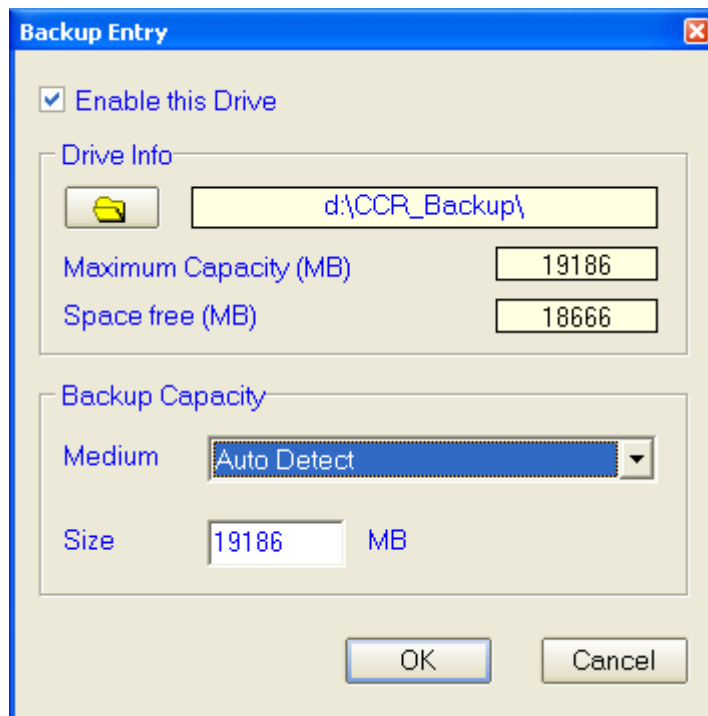 Backup Entry
Enable this Drive
Drive Info
d:\CCR_Backup\
Maximum Capacity (MB) 19186
Space free (MB) 18666
Backup Capacity
Medium Auto Detect
Size 19186 MB
OK Cancel